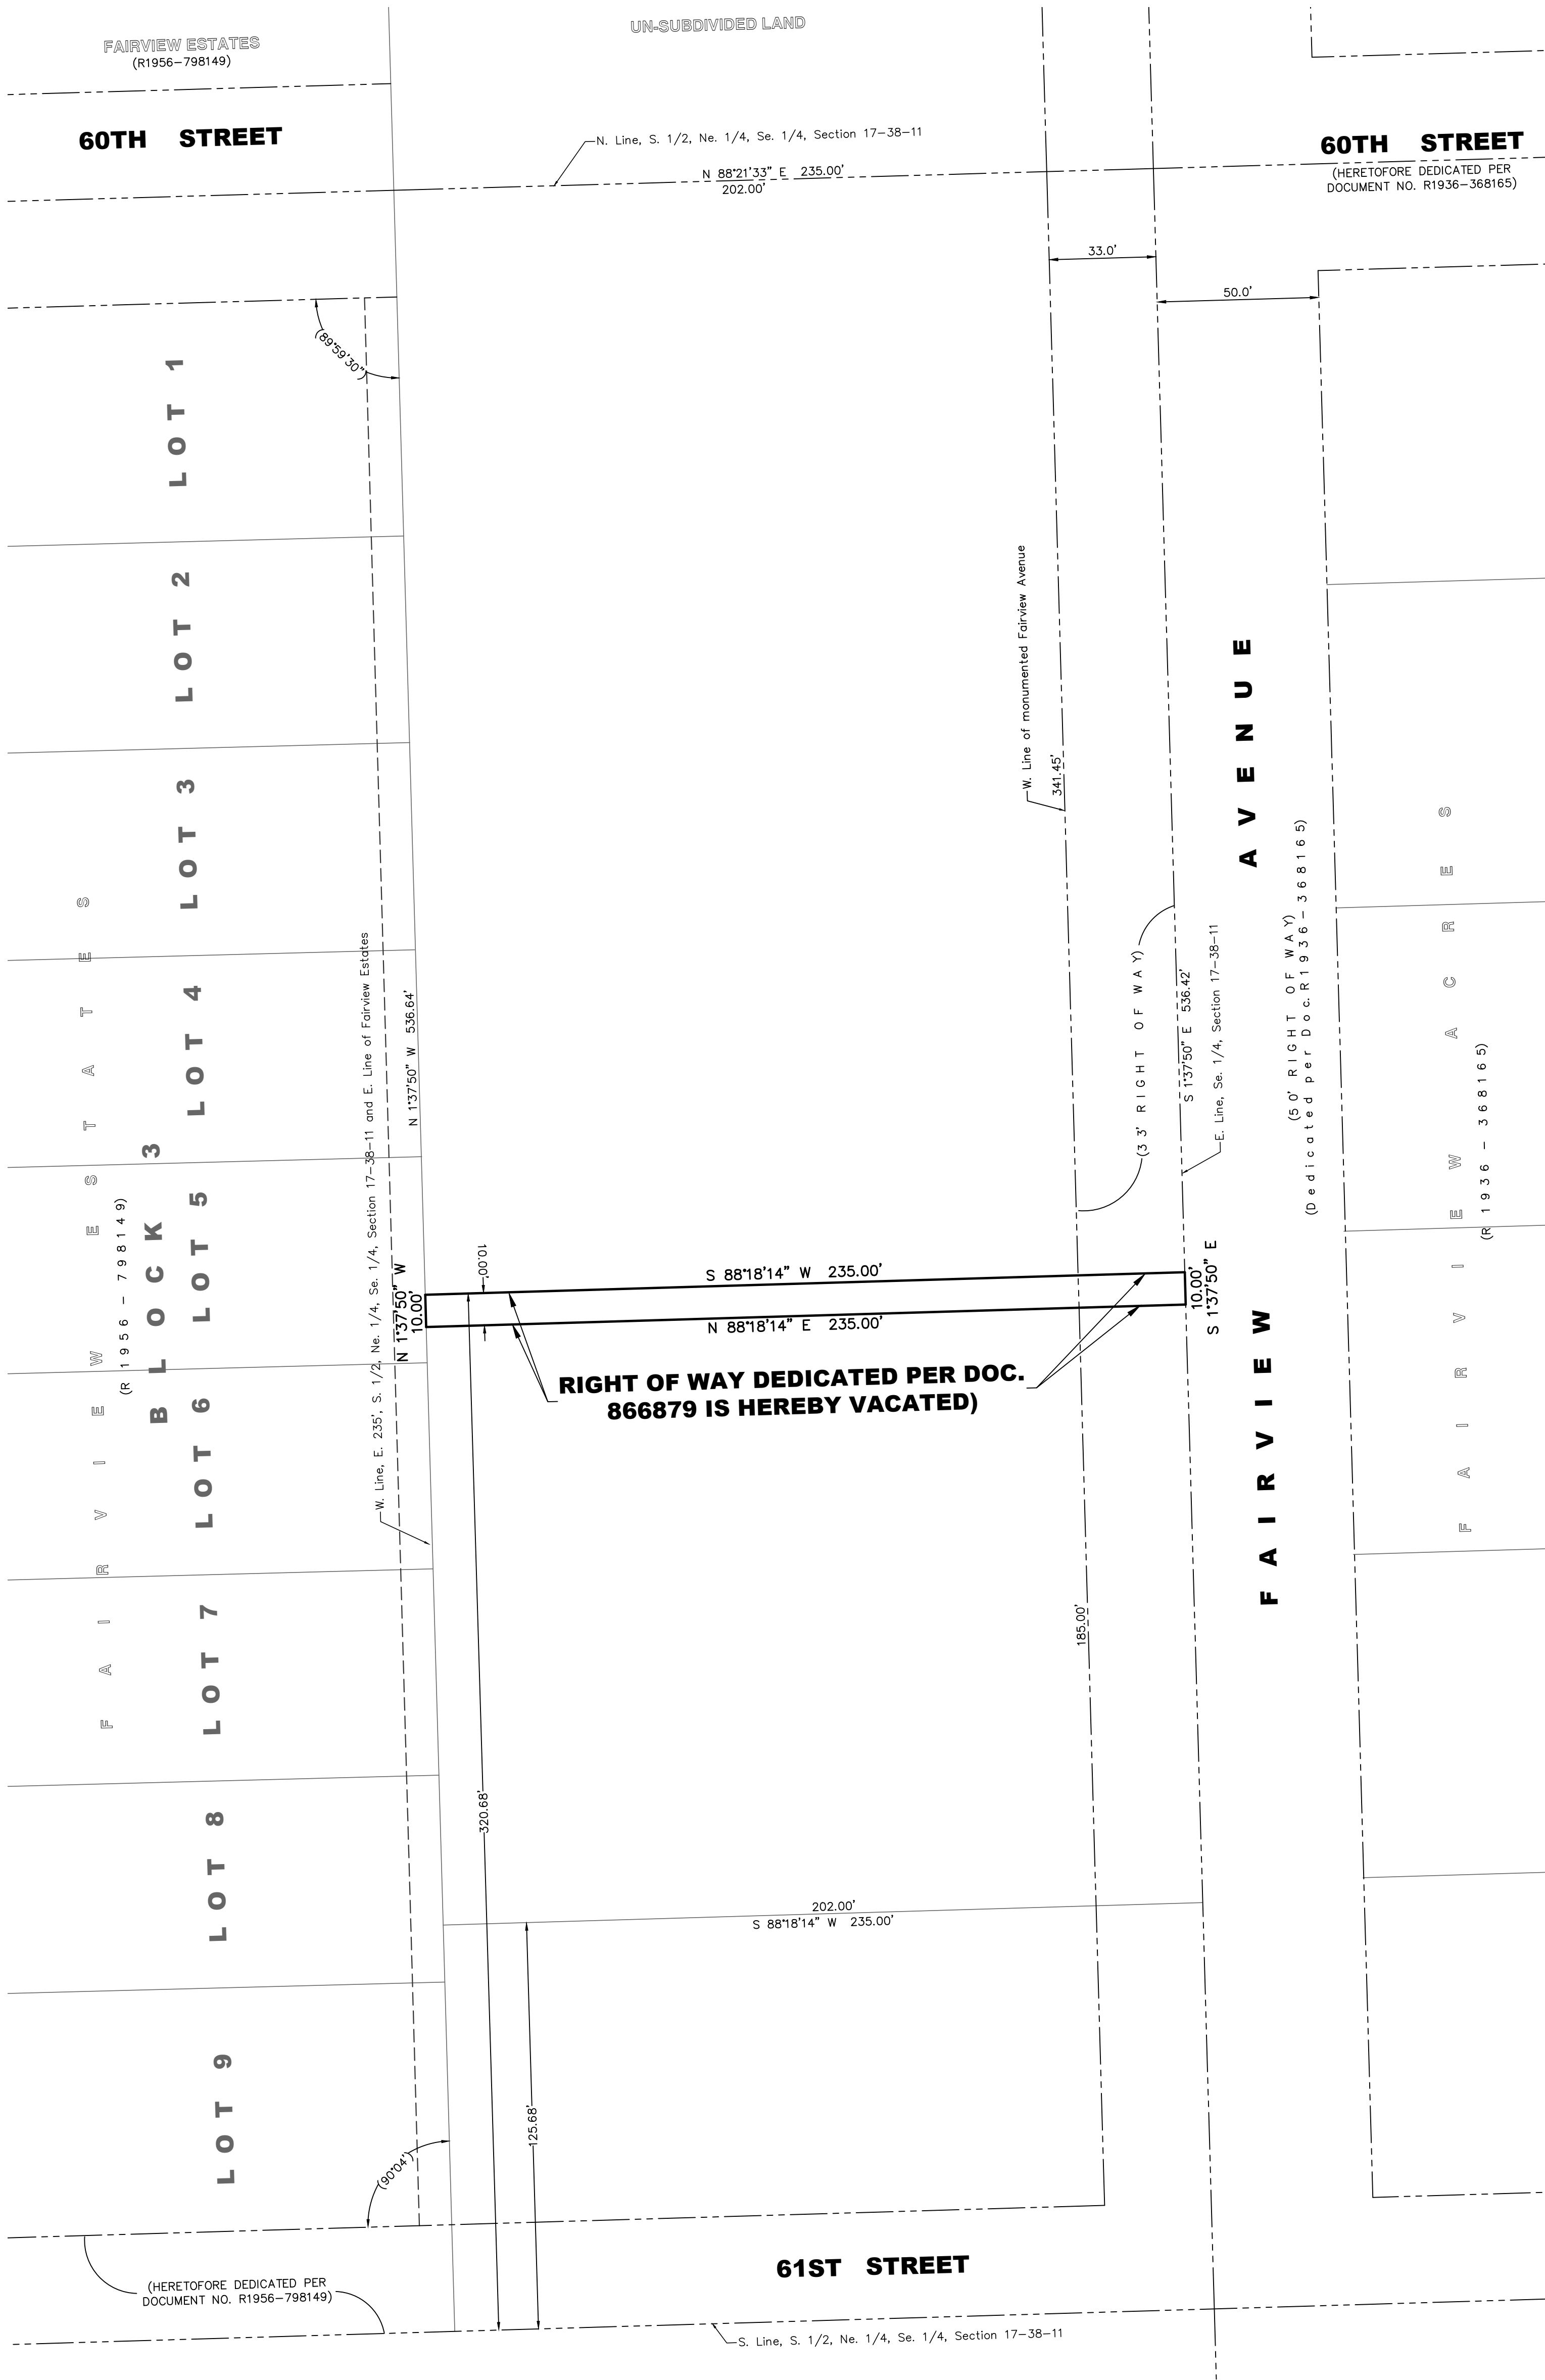 UN-SUBDIVIDED LAND
FAIRVIEW ESTATES
(R1956-798149)
60TH STREET
N. Line, S. 1/2, Ne. 1/4, Se. 1/4, Section 17-38-11
N 88°21'33" E 235.00'
202.00'
60TH STREET
(HERETOFORE DEDICATED PER
DOCUMENT NO. R1936-368165)
33.0'
50.0'
(89°59'30")
LOT 1
LOT 2
LOT 3
LOT 4
LOT 5
LOT 6
LOT 7
LOT 8
LOT 9
BLOCK 3
FAIRVIEW ESTATES
(R 1956 - 798149)
W. Line, E. 235', S. 1/2, Ne. 1/4, Se. 1/4, Section 17-38-11 and E. Line of Fairview Estates
N 1°37'50" W 536.64'
W. Line of monumented Fairview Avenue
341.45'
(33' RIGHT OF WAY)
S 1°37'50" E 536.42'
E. Line, Se. 1/4, Section 17-38-11
FAIRVIEW AVENUE
(50' RIGHT OF WAY)
(Dedicated per Doc. R1936-368165)
FAIRVIEW ACRES
(R 1936 - 368165)
N 1°37'50" W
10.00'
10.00'
S 88°18'14" W 235.00'
N 88°18'14" E 235.00'
10.00'
S 1°37'50" E
RIGHT OF WAY DEDICATED PER DOC.
866879 IS HEREBY VACATED)
185.00'
320.68'
202.00'
S 88°18'14" W 235.00'
125.68'
(90°04')
61ST STREET
(HERETOFORE DEDICATED PER
DOCUMENT NO. R1956-798149)
S. Line, S. 1/2, Ne. 1/4, Se. 1/4, Section 17-38-11